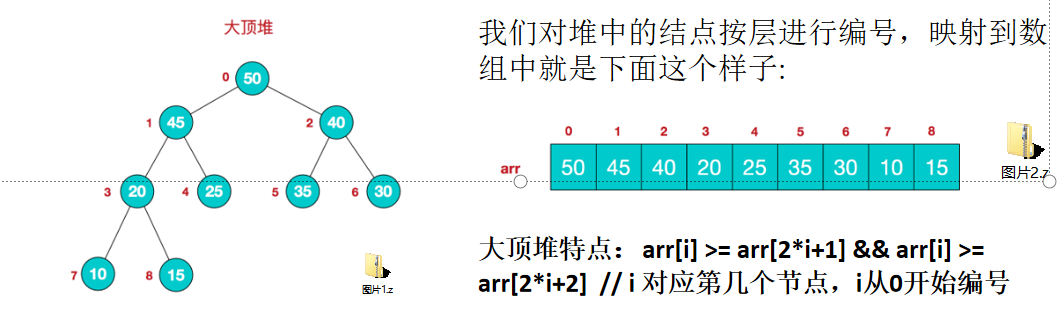 大顶堆
0 50
1 45
2 40
3 20
4 25
5 35
6 30
7 10
8 15
图片1.z
我们对堆中的结点按层进行编号，映射到数
组中就是下面这个样子:
0 1 2 3 4 5 6 7 8
arr 50 45 40 20 25 35 30 10 15
图片2.z
大顶堆特点：arr[i] >= arr[2*i+1] && arr[i] >=
arr[2*i+2] // i 对应第几个节点，i从0开始编号